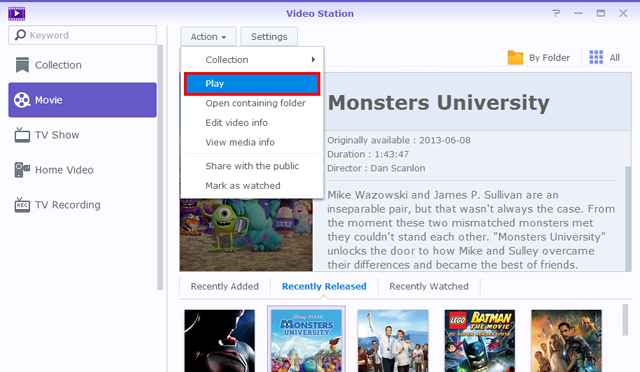 Video Station
Keyword
Collection
Movie
TV Show
Home Video
REC
TV Recording
Action
Settings
Collection
Play
Open containing folder
Edit video info
View media info
Share with the public
Mark as watched
By Folder
All
Monsters University
Originally available : 2013-06-08
Duration : 1:43:47
Director : Dan Scanlon
Mike Wazowski and James P. Sullivan are an
inseparable pair, but that wasn't always the case. From
the moment these two mismatched monsters met
they couldn't stand each other. "Monsters University"
unlocks the door to how Mike and Sulley overcame
their differences and became the best of friends.
Recently Added
Recently Released
Recently Watched
DISNEY · PIXAR
MONSTERS
UNIVERSITY
LEGO BATMAN
THE MOVIE